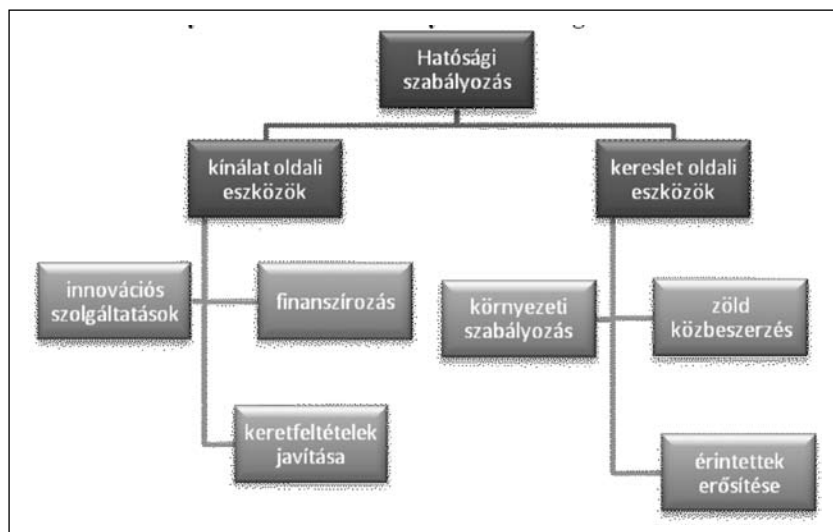 Hatósági
szabályozás
kínálat oldali
eszközök
kereslet oldali
eszközök
innovációs
szolgáltatások
finanszírozás
környezeti
szabályozás
zöld
közbeszerzés
keretfeltételek
javítása
érintettek
erősítése